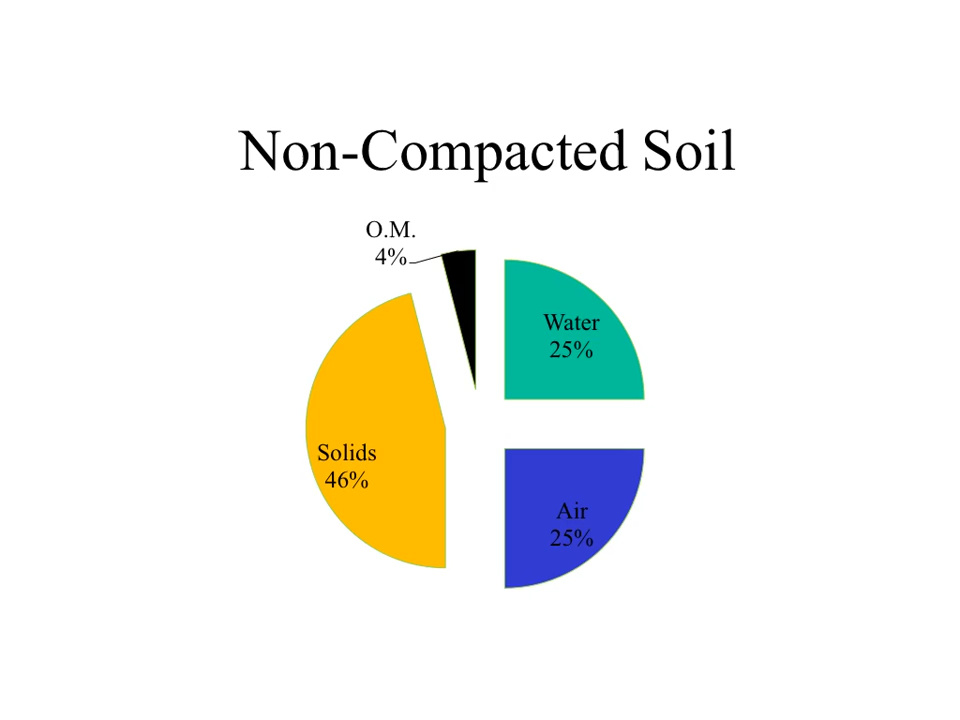 Non-Compacted Soil
O.M.
4%
Water
25%
Solids
46%
Air
25%